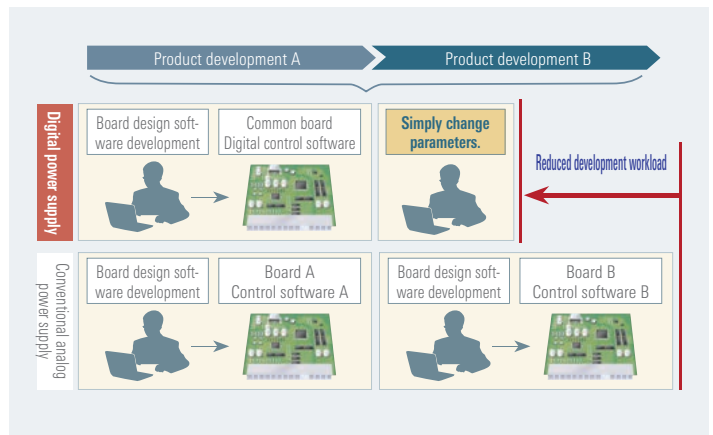 Product development A
Product development B
Digital power supply
Board design soft-
ware development
Common board
Digital control software
Simply change
parameters.
Reduced development workload
Conventional analog
power supply
Board design soft-
ware development
Board A
Control software A
Board design soft-
ware development
Board B
Control software B